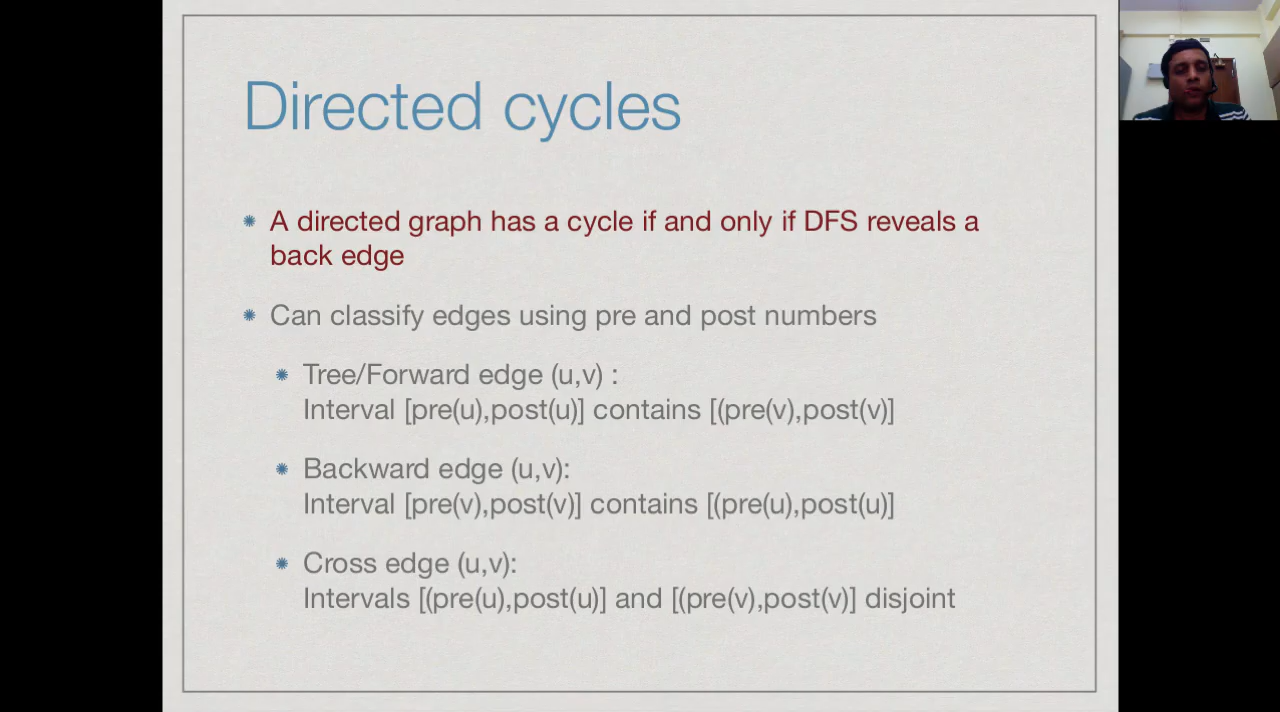 Directed cycles
A directed graph has a cycle if and only if DFS reveals a
back edge
Can classify edges using pre and post numbers
Tree/Forward edge (u,v) :
Interval [pre(u),post(u)] contains [(pre(v),post(v)]
Backward edge (u,v):
Interval [pre(v),post(v)] contains [(pre(u),post(u)]
Cross edge (u,v):
Intervals [(pre(u),post(u)] and [(pre(v),post(v)] disjoint